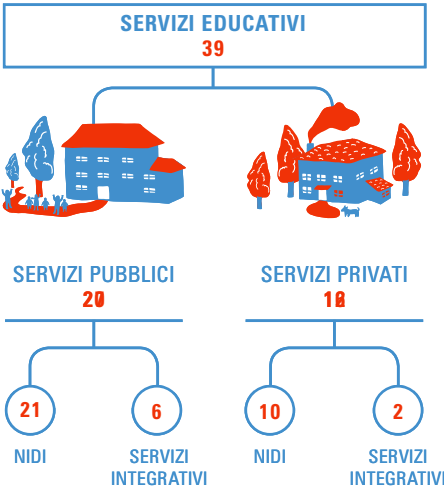 SERVIZI EDUCATIVI
39
SERVIZI PUBBLICI
SERVIZI PRIVATI
21
6
10
2
NIDI
SERVIZI
INTEGRATIVI
NIDI
SERVIZI
INTEGRATIVI